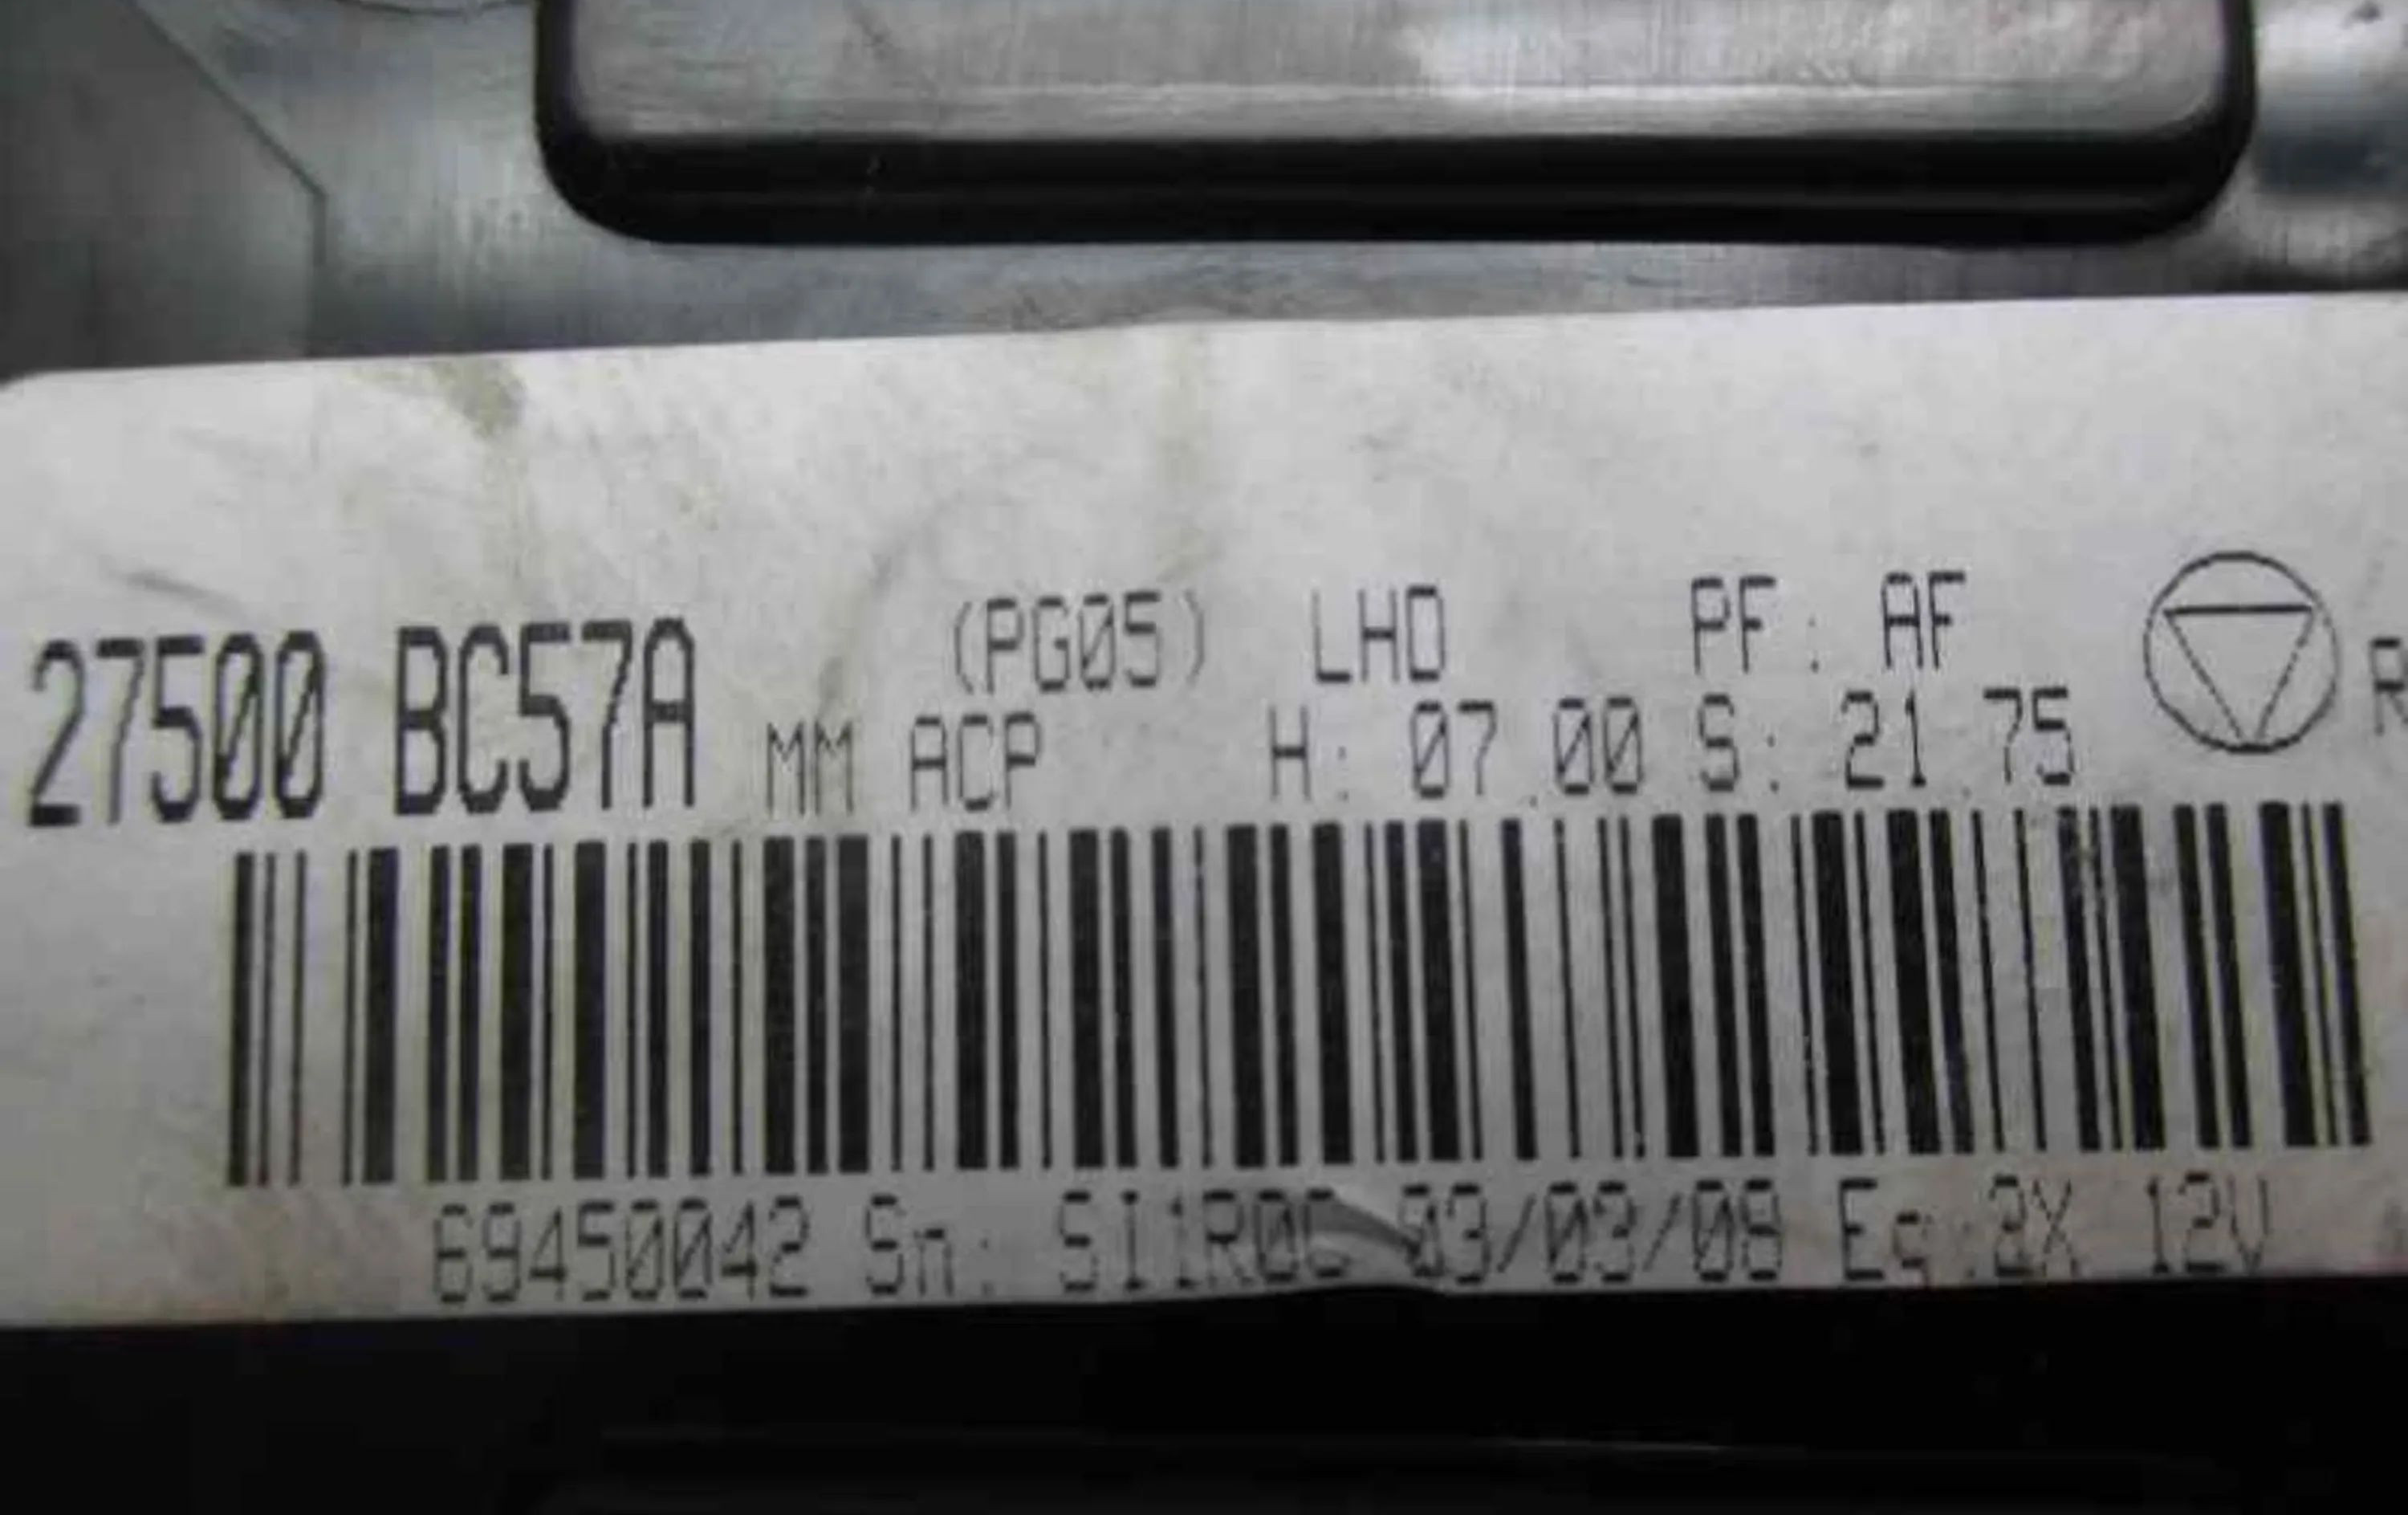 (PG05) LHD PF: AF
27500 BC57A MM ACP H: 07.00 S: 21.75 R
69450042 Sn: SI1R0C 03/03/08 Eq:2X 12V